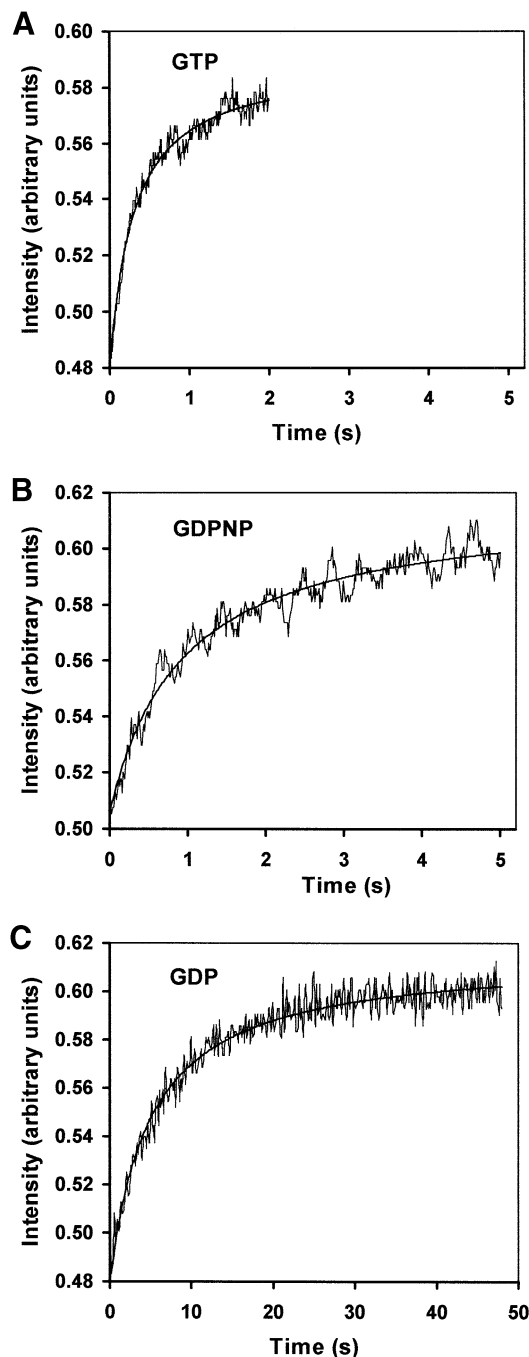 A
Intensity (arbitrary units)
0.60
0.58
0.56
0.54
0.52
0.50
0.48
GTP
0 1 2 3 4 5
Time (s)
B
Intensity (arbitrary units)
0.62
0.60
0.58
0.56
0.54
0.52
0.50
GDPNP
0 1 2 3 4 5
Time (s)
C
Intensity (arbitrary units)
0.62
0.60
0.58
0.56
0.54
0.52
0.50
0.48
GDP
0 10 20 30 40 50
Time (s)